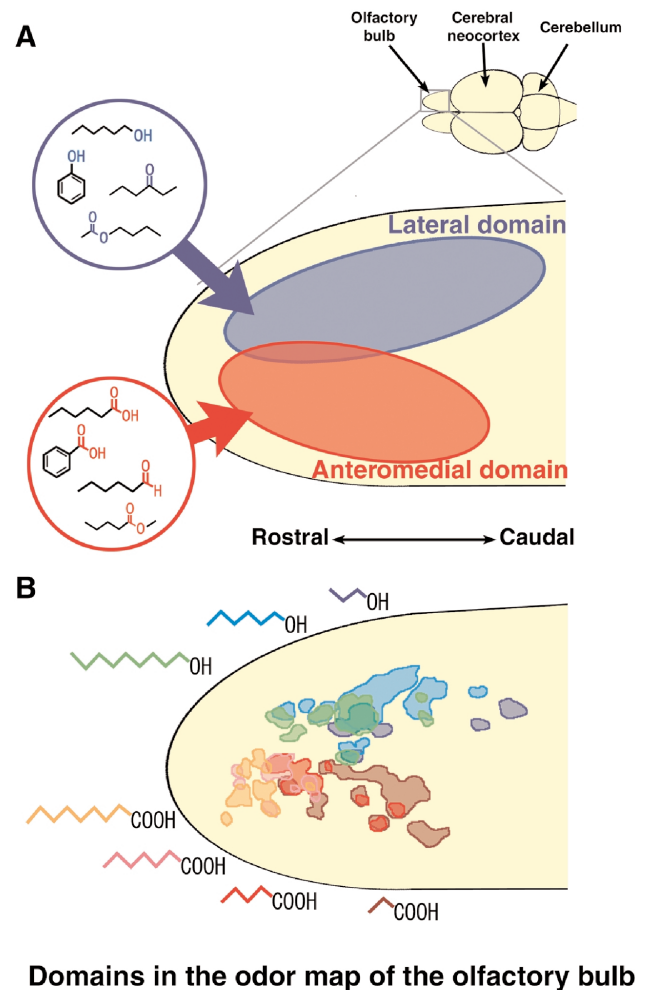 A
Olfactory
bulb
Cerebral
neocortex
Cerebellum
OH
OH
O
O
O
Lateral domain
O
OH
O
OH
O
H
O
O
Anteromedial domain
Rostral
Caudal
B
OH
OH
OH
COOH
COOH
COOH
COOH
Domains in the odor map of the olfactory bulb